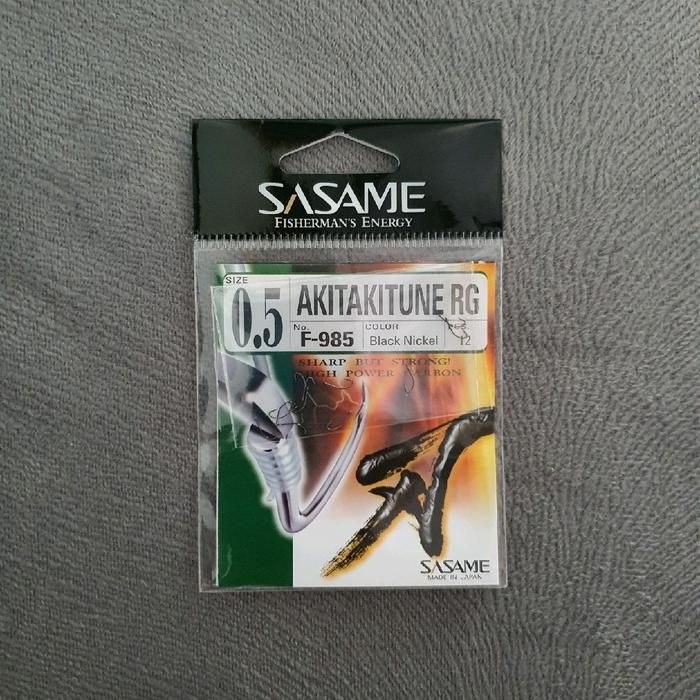 SASAME
FISHERMAN'S ENERGY
SIZE
0.5
AKITAKITUNE RG
No.
F-985
COLOR
Black Nickel
PCS.
12
SHARP BUT STRONG!
HIGH POWER CARBON
SASAME
MADE IN JAPAN